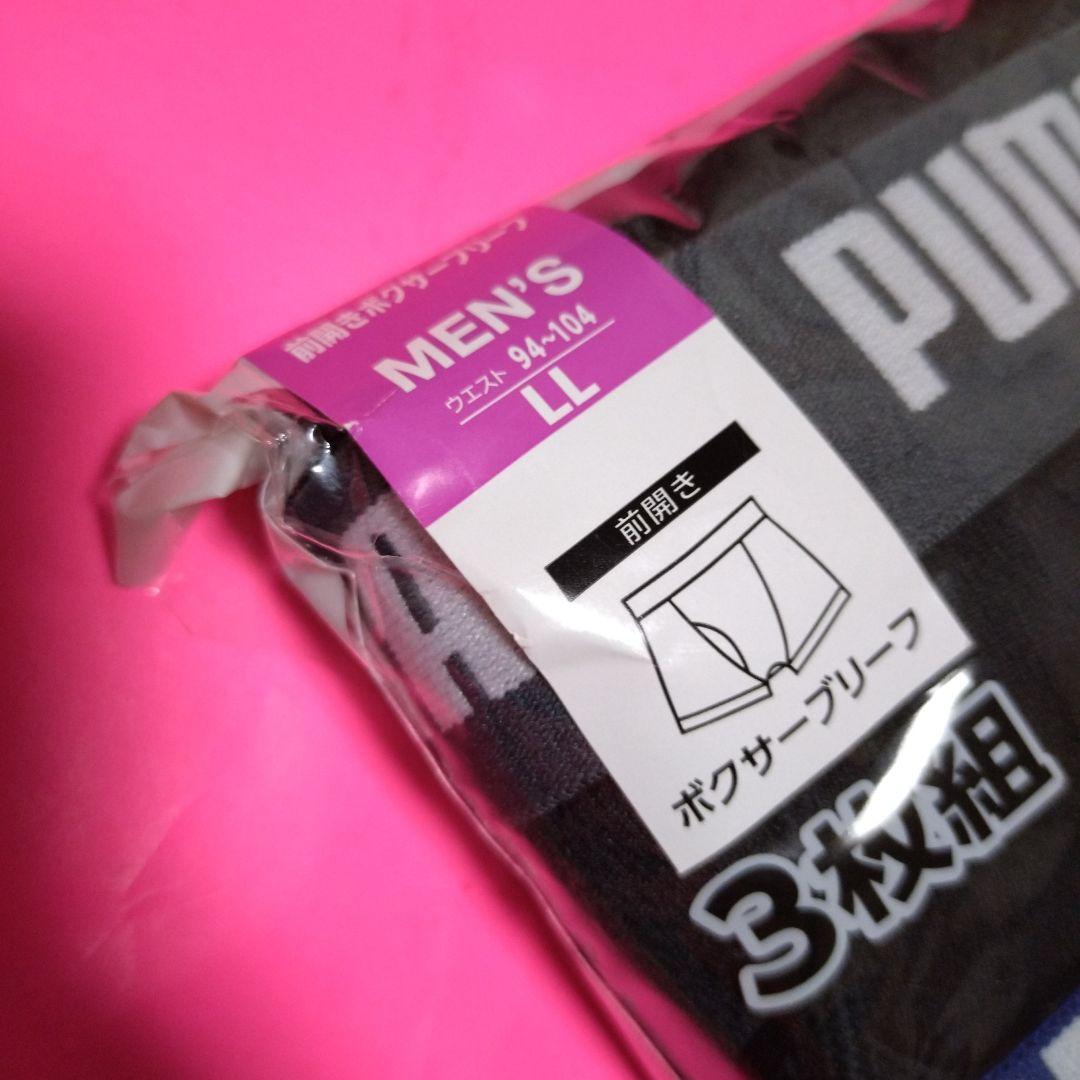 前開きボクサーブリーフ
MEN'S
ウエスト 94~104
LL
前開き
ボクサーブリーフ
3枚組
PUM